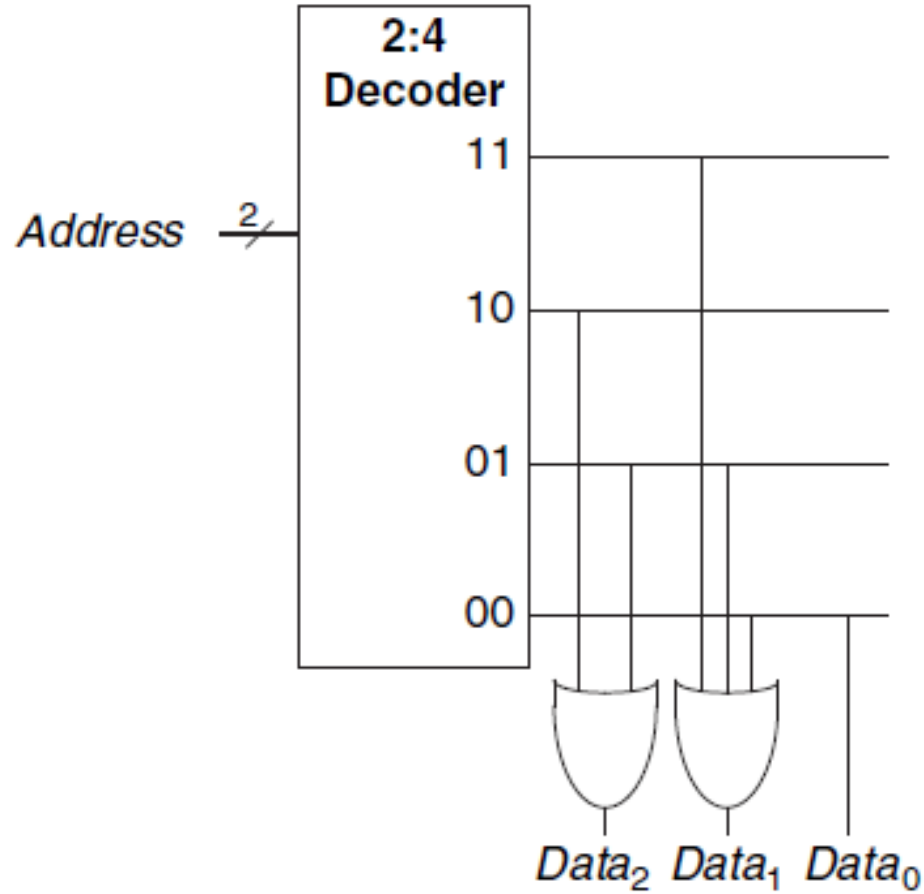 2:4
Decoder
11
Address
2
10
01
00
Data₂ Data₁ Data₀